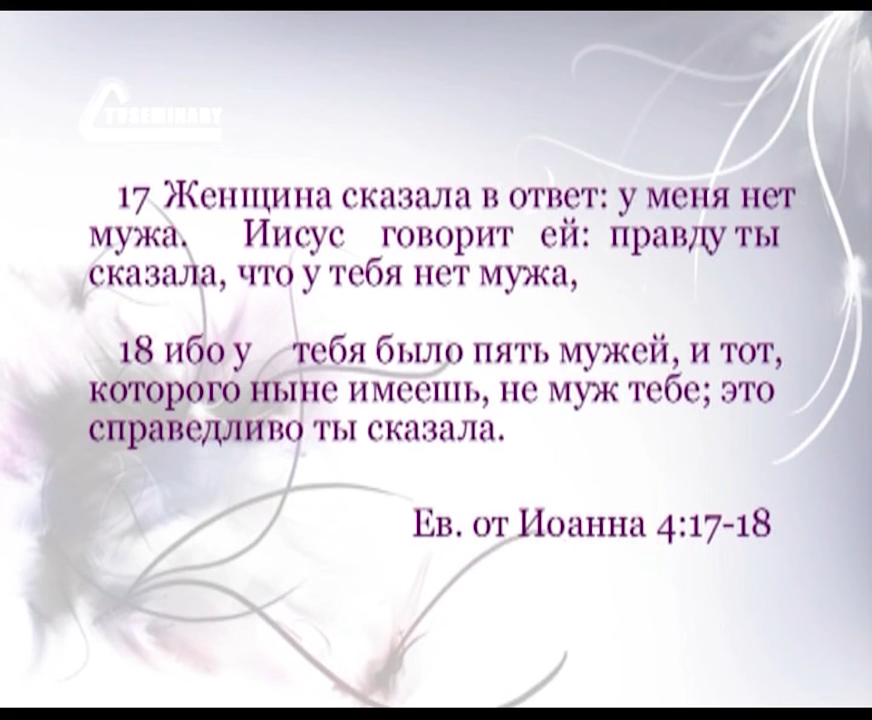 TVSEMINARY
17 Женщина сказала в ответ: у меня нет
мужа. Иисус говорит ей: правду ты
сказала, что у тебя нет мужа,
18 ибо у тебя было пять мужей, и тот,
которого ныне имеешь, не муж тебе; это
справедливо ты сказала.
Ев. от Иоанна 4:17-18